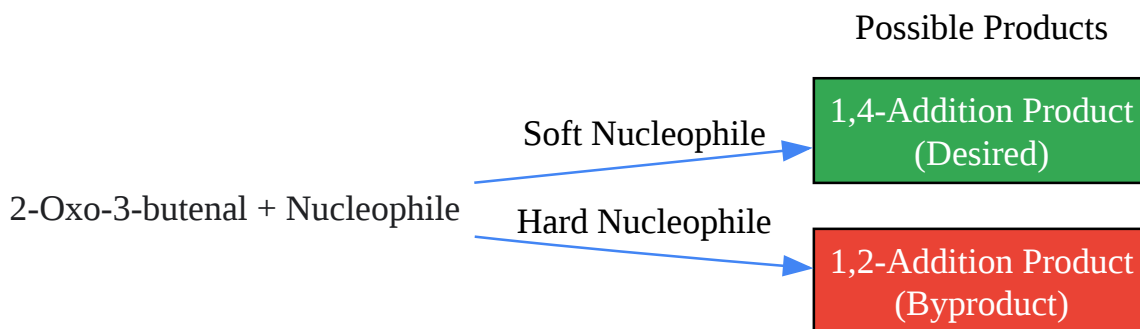 Possible Products
1,4-Addition Product
(Desired)
Soft Nucleophile
2-Oxo-3-butenal + Nucleophile
Hard Nucleophile
1,2-Addition Product
(Byproduct)